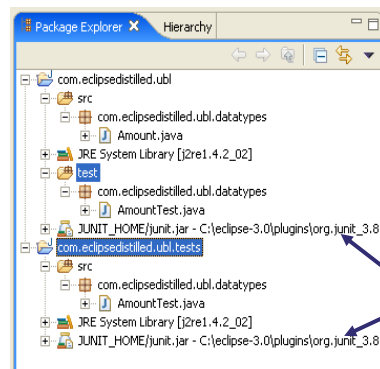 Package Explorer Hierarchy
com.eclipsedistilled.ubl
src
com.eclipsedistilled.ubl.datatypes
J Amount.java
JRE System Library [j2re1.4.2_02]
test
com.eclipsedistilled.ubl.datatypes
J AmountTest.java
JUNIT_HOME/junit.jar - C:\eclipse-3.0\plugins\org.junit_3.8
com.eclipsedistilled.ubl.tests
src
com.eclipsedistilled.ubl.datatypes
J AmountTest.java
JRE System Library [j2re1.4.2_02]
JUNIT_HOME/junit.jar - C:\eclipse-3.0\plugins\org.junit_3.8